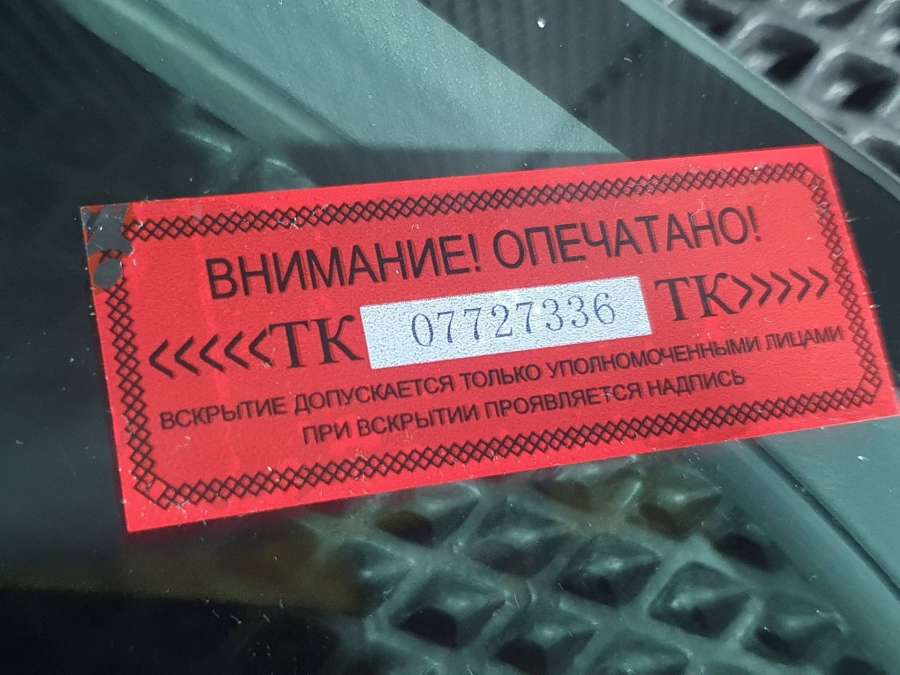 ВНИМАНИЕ! ОПЕЧАТАНО!
<<<<<ТК 07727336 ТК>>>>>
ВСКРЫТИЕ ДОПУСКАЕТСЯ ТОЛЬКО УПОЛНОМОЧЕННЫМИ ЛИЦАМИ
ПРИ ВСКРЫТИИ ПРОЯВЛЯЕТСЯ НАДПИСЬ